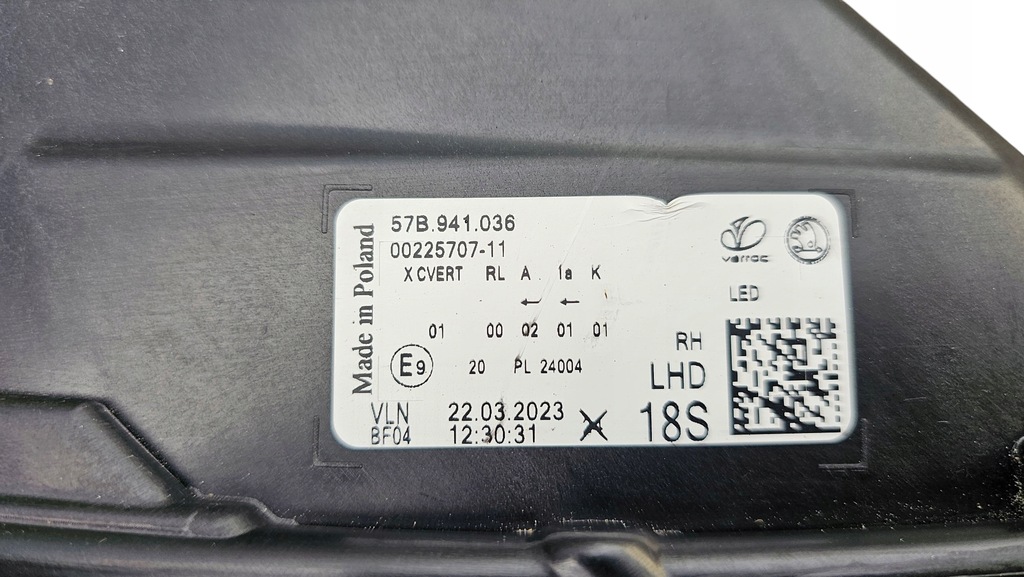 Made in Poland
57B.941.036
00225707-11
X CVERT RL A 1a K
01 00 02 01 01
E9 20 PL 24004
VLN 22.03.2023
BF04 12:30:31
varroc
LED
RH
LHD
18S